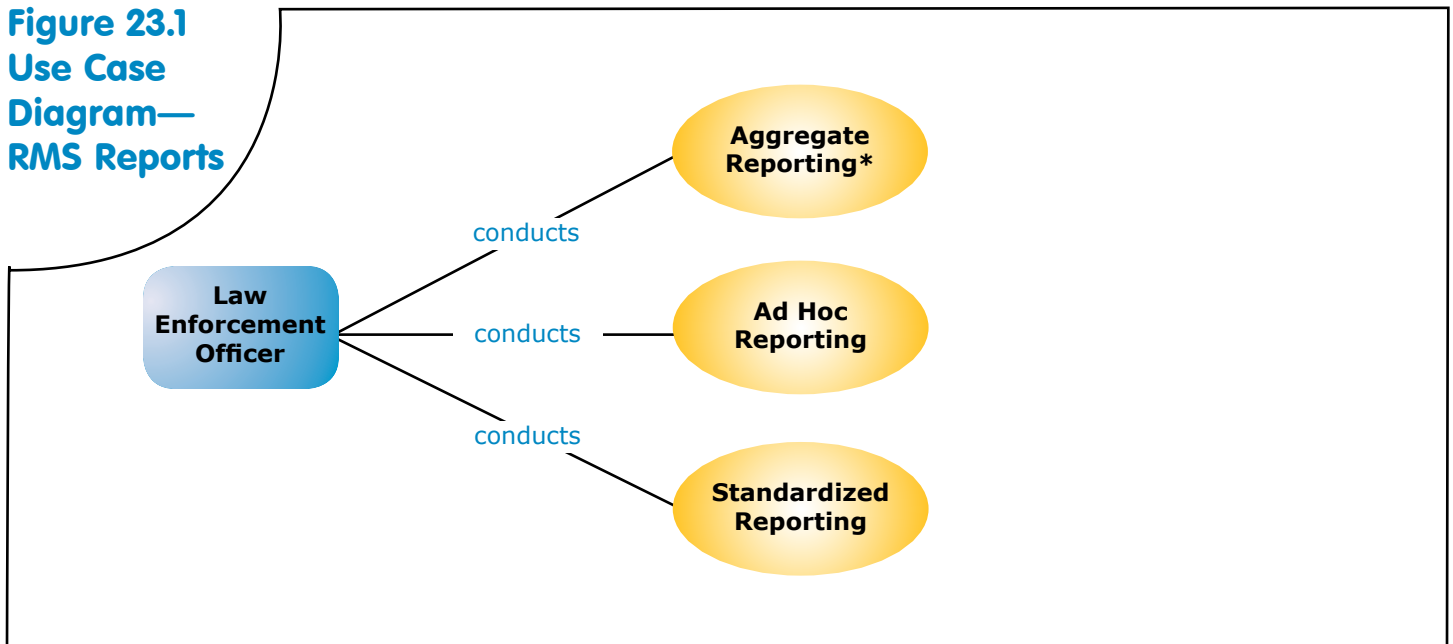 Figure 23.1
Use Case
Diagram—
RMS Reports
Aggregate
Reporting*
conducts
Law
Enforcement
Officer
conducts
Ad Hoc
Reporting
conducts
Standardized
Reporting